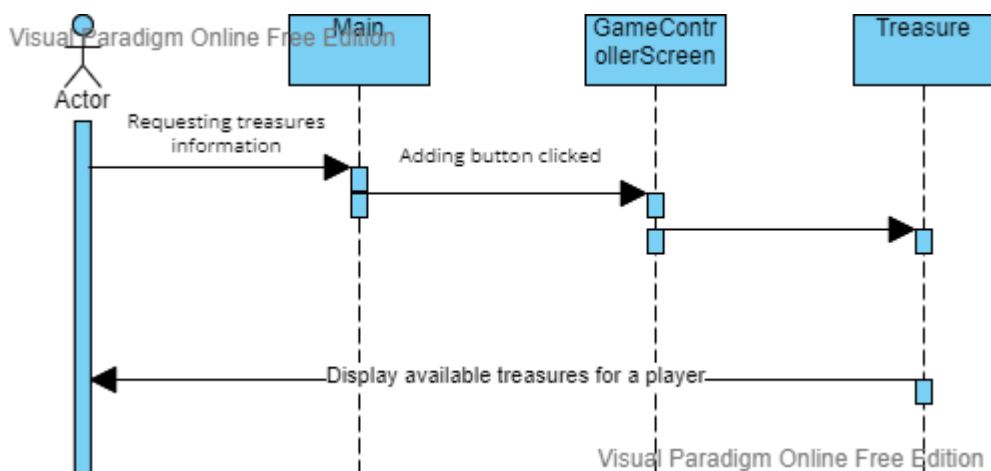 Visual Paradigm Online Free Edition
Main
GameContr
ollerScreen
Treasure
Actor
Requesting treasures
information
Adding button clicked
Display available treasures for a player
Visual Paradigm Online Free Edition